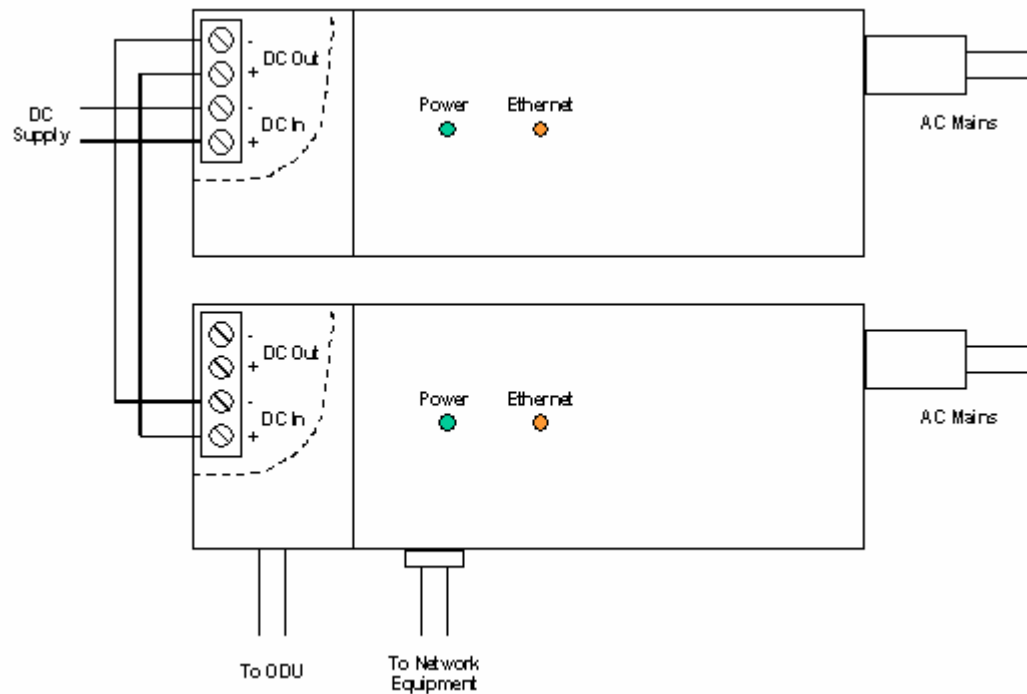 -
DC Out
+
-
DC In
+
DC
Supply
Power
Ethernet
AC Mains
-
DC Out
+
-
DC In
+
Power
Ethernet
AC Mains
To ODU
To Network
Equipment